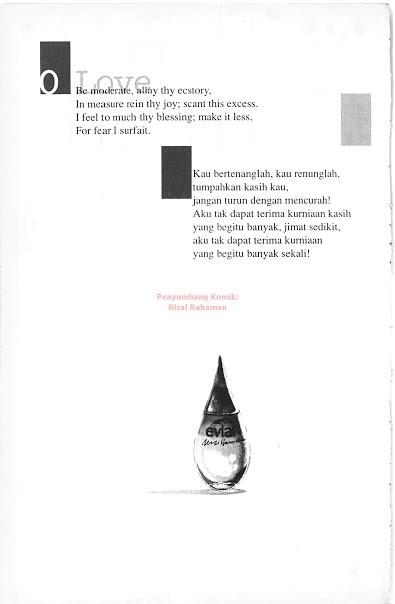 O Love
Be moderate, allay thy ecstory,
In measure rein thy joy; scant this excess.
I feel to much thy blessing; make it less,
For fear I surfait.
Kau bertenanglah, kau renunglah,
tumpahkan kasih kau,
jangan turun dengan mencurah!
Aku tak dapat terima kurniaan kasih
yang begitu banyak, jimat sedikit,
aku tak dapat terima kurniaan
yang begitu banyak sekali!
Penyumbang Komik:
Rizal Rahaman
evia